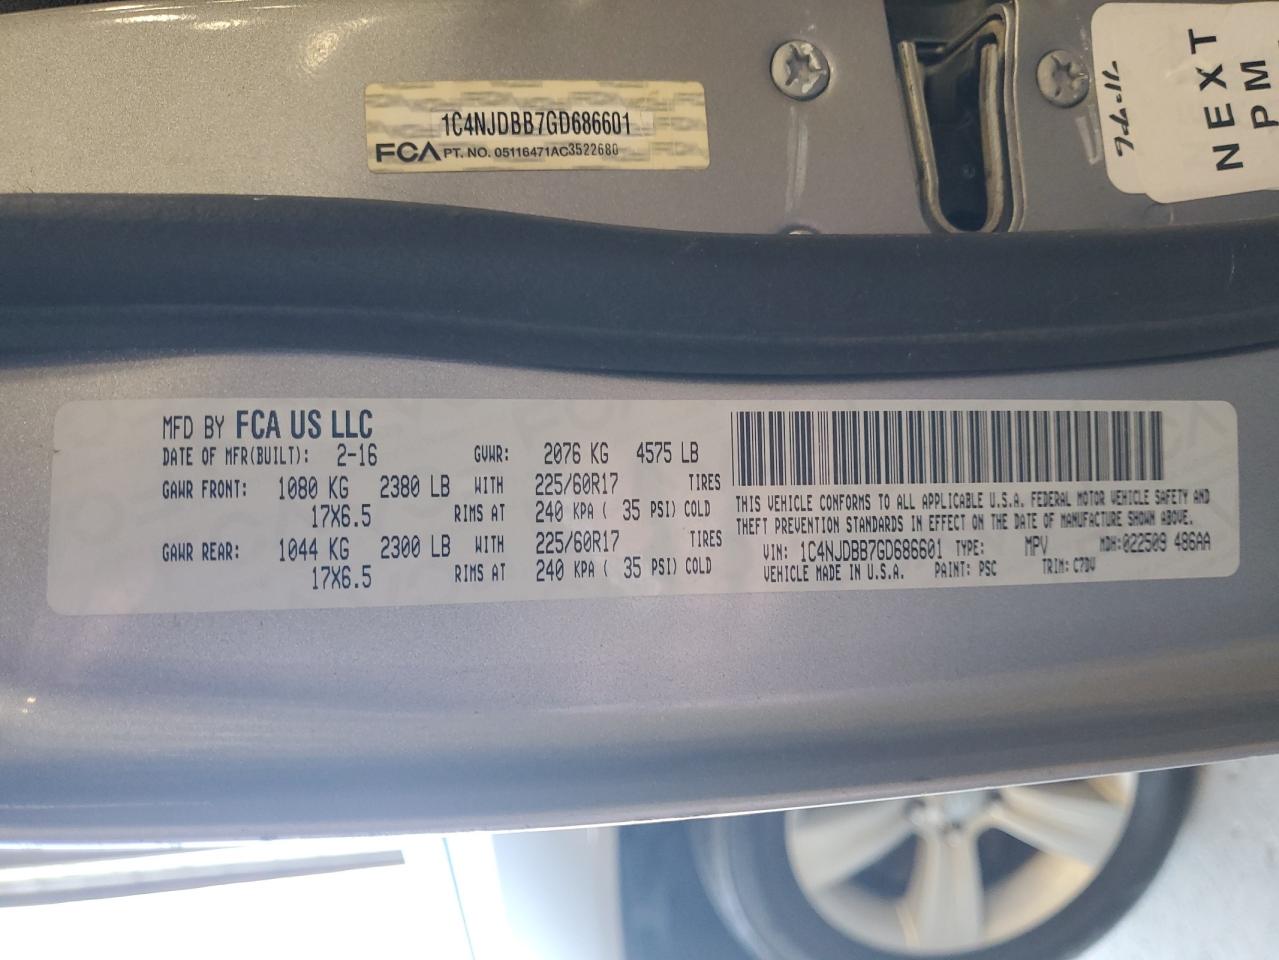 1C4NJDBB7GD686601
FCA PT. NO. 05116471AC3522680
NEXT
PM
MFD BY FCA US LLC
DATE OF MFR(BUILT): 2-16 GVWR: 2076 KG 4575 LB
GAWR FRONT: 1080 KG 2380 LB WITH 225/60R17 TIRES
17X6.5 RIMS AT 240 KPA ( 35 PSI) COLD
GAWR REAR: 1044 KG 2300 LB WITH 225/60R17 TIRES
17X6.5 RIMS AT 240 KPA ( 35 PSI) COLD
THIS VEHICLE CONFORMS TO ALL APPLICABLE U.S.A. FEDERAL MOTOR VEHICLE SAFETY AND
THEFT PREVENTION STANDARDS IN EFFECT ON THE DATE OF MANUFACTURE SHOWN ABOVE.
VIN: 1C4NJDBB7GD686601 TYPE: MPV MDH:022509 486AA
VEHICLE MADE IN U.S.A. PAINT: PSC TRIM: C7DV